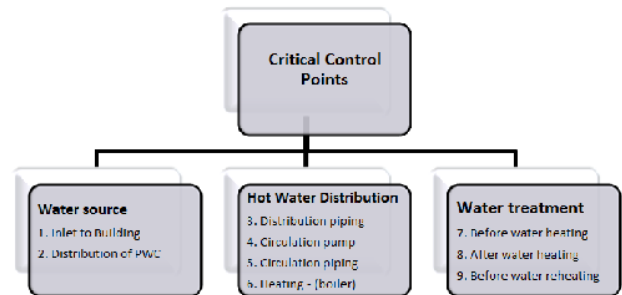 Critical Control
Points
Water source
1. Inlet to Building
2. Distribution of PWC
Hot Water Distribution
3. Distribution piping
4. Circulation pump
5. Circulation piping
6. Heating - (boiler)
Water treatment
7. Before water heating
8. After water heating
9. Before water reheating